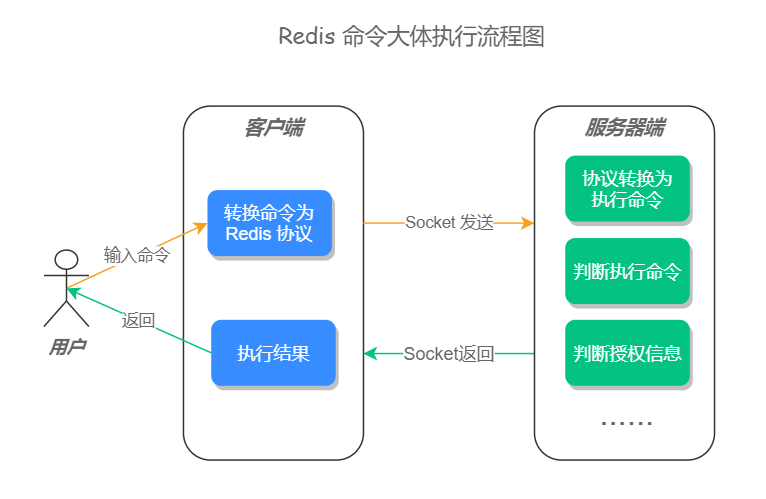 Redis 命令大体执行流程图
客户端
服务器端
转换命令为
Redis 协议
Socket 发送
协议转换为
执行命令
输入命令
判断执行命令
用户
返回
执行结果
Socket返回
判断授权信息
······